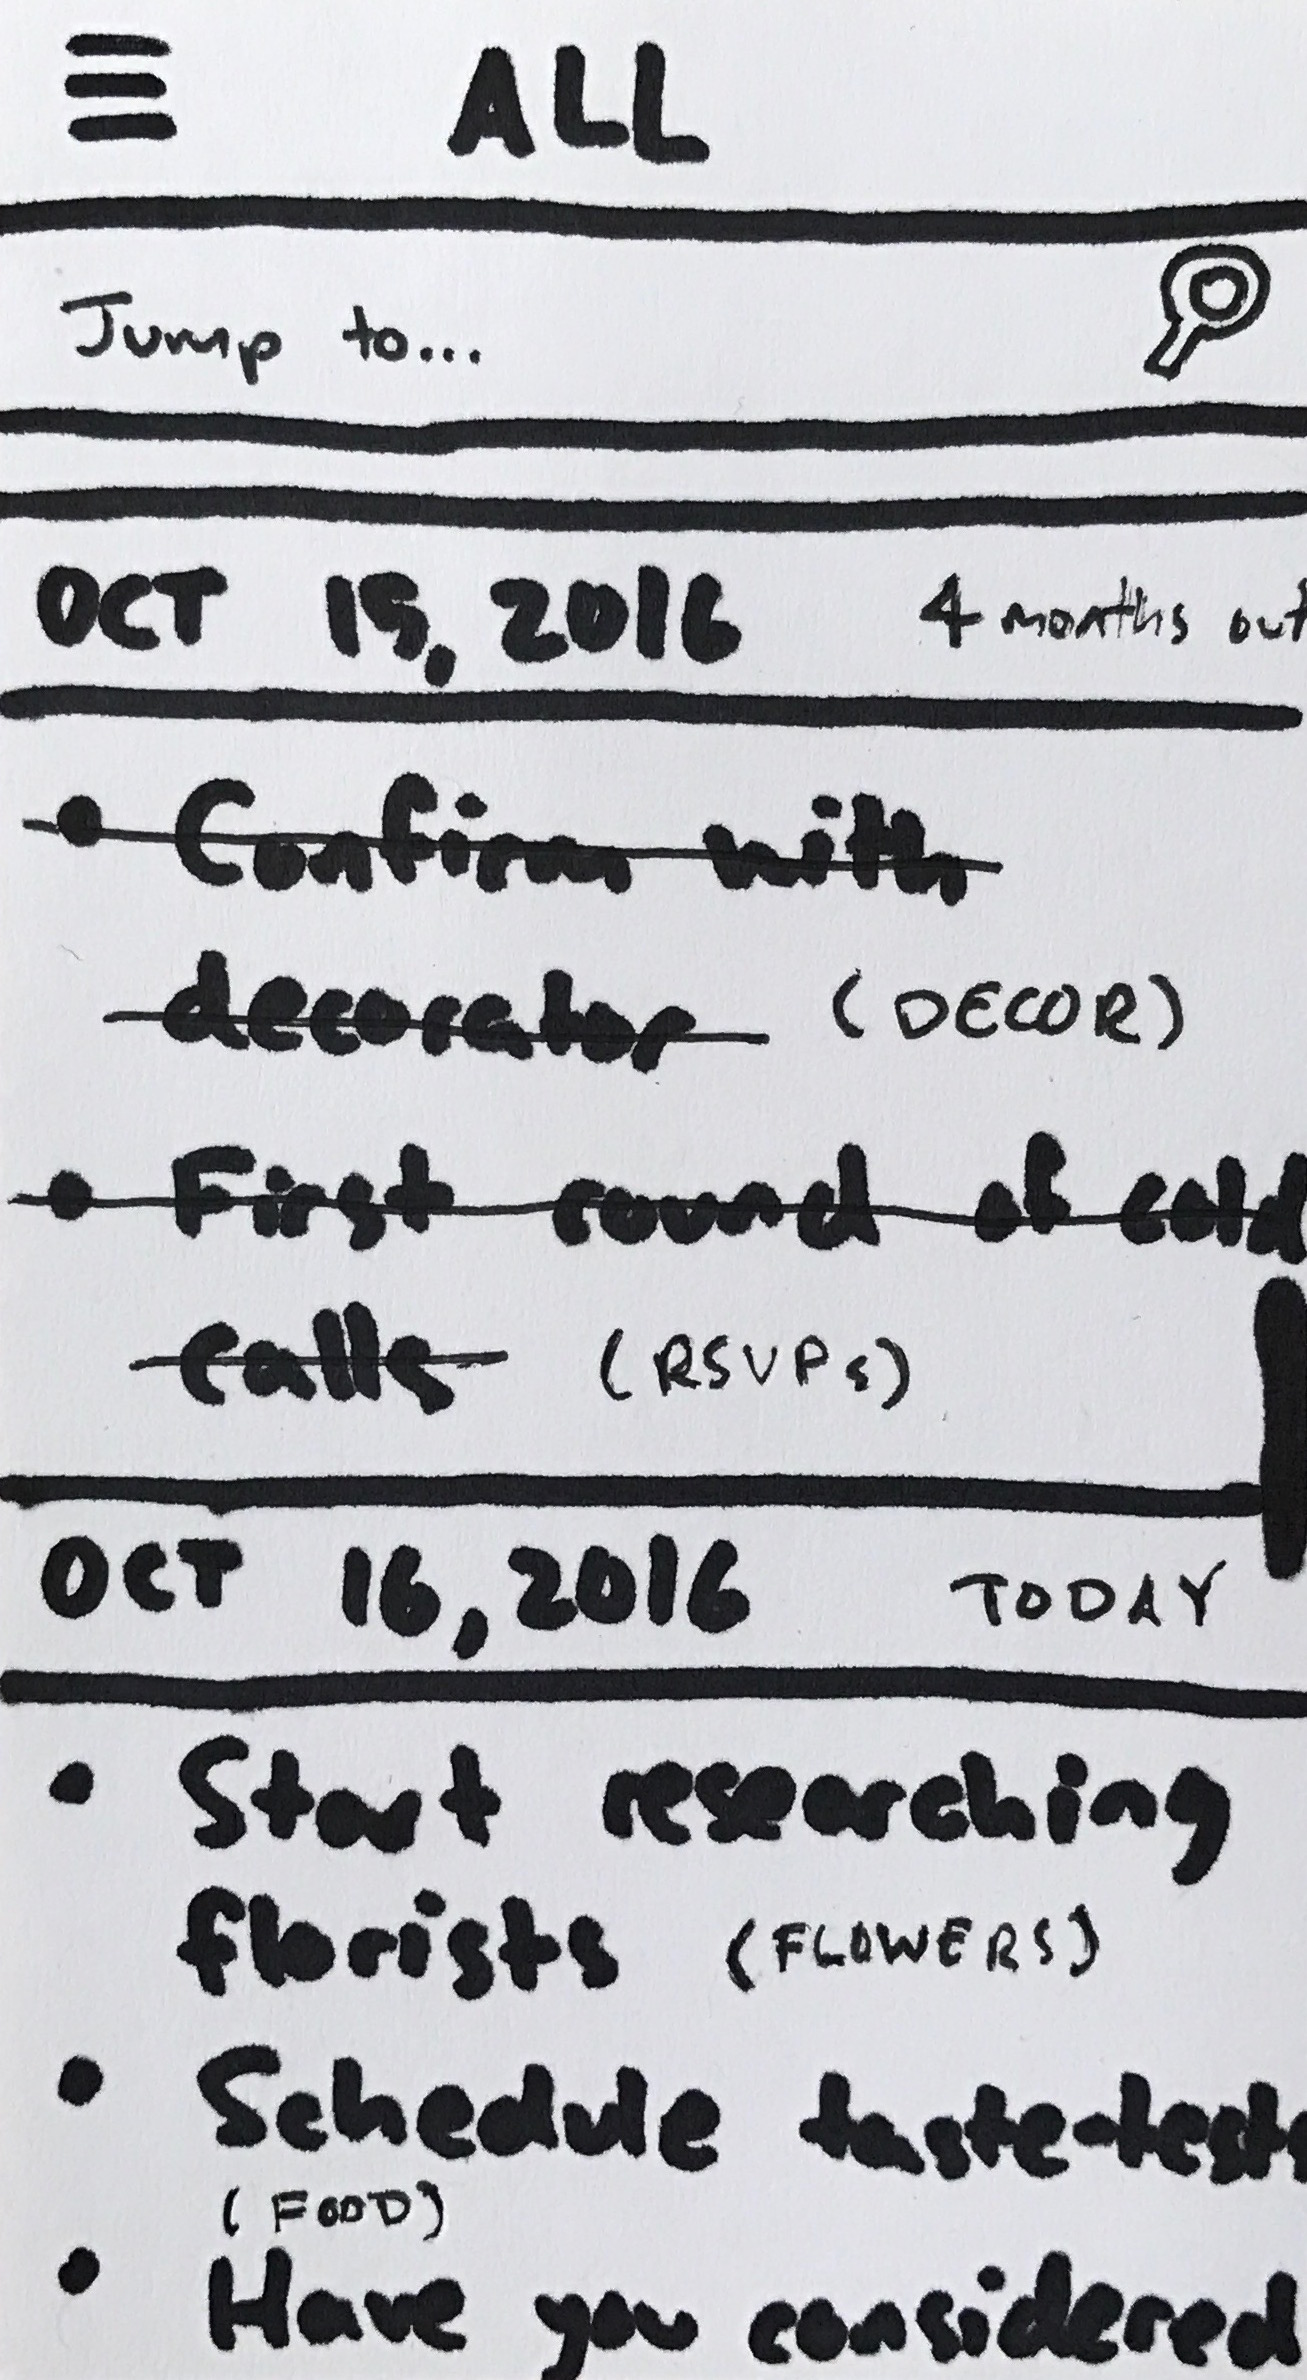 ALL
Jump to...
OCT 15, 2016 4 months out
• Confirm with
decorator (DECOR)
• First round of cold
calls (RSVPs)
OCT 16, 2016 TODAY
• Start researching
florists (FLOWERS)
• Schedule taste-tests
(FOOD)
• Have you considered